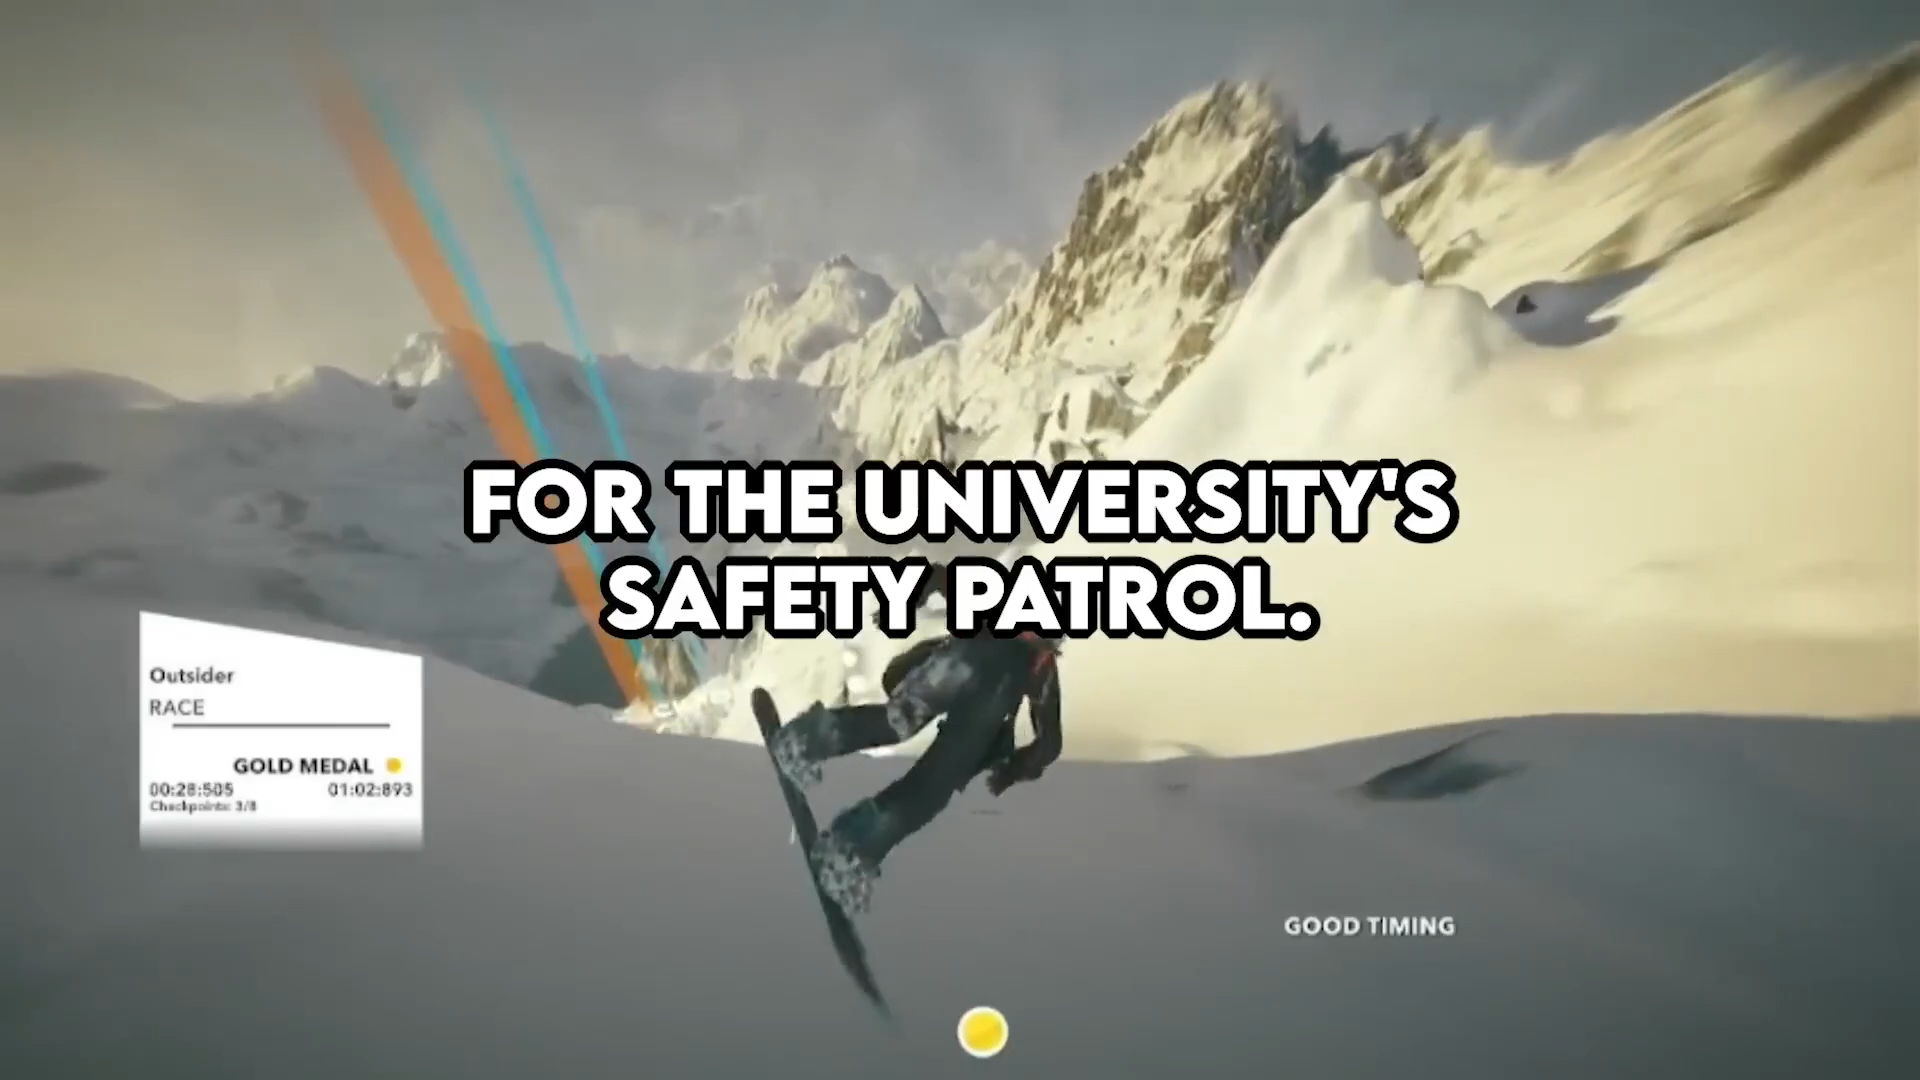 FOR THE UNIVERSITY'S
SAFETY PATROL.
Outsider
RACE
GOLD MEDAL
00:28:505 01:02:893
Checkpoints: 3/8
GOOD TIMING